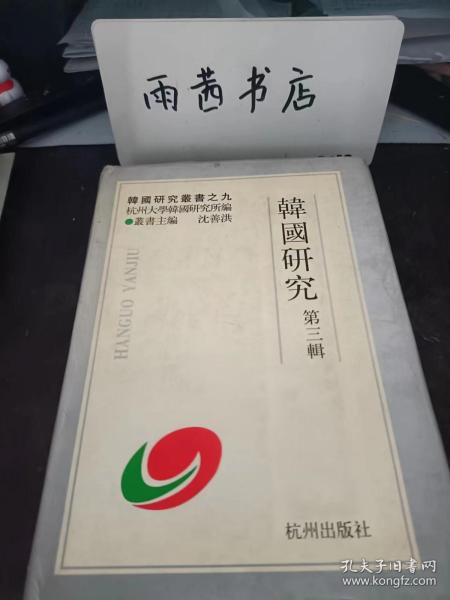 雨茜书店
韓國研究叢書之九
杭州大學韓國研究所編
●叢書主編 沈善洪
HANGUO YANJIU
韓國研究 第三輯
杭州出版社
孔夫子旧书网
www.kongfz.com